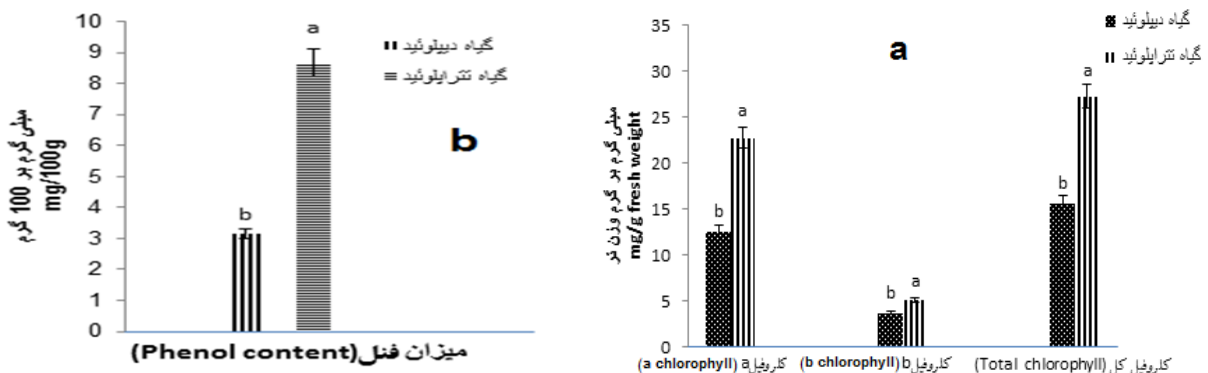 10
9
8
7
6
5
4
3
2
1
0
میلی گرم بر 100 گرم
mg/100g
b
a
گیاه دیپلوئید
گیاه تتراپلوئید
b
میزان فنل(Phenol content)
35
30
25
20
15
10
5
0
میلی گرم بر گرم وزن تر
mg/g fresh weight
a
گیاه دیپلوئید
گیاه تتراپلوئید
b
a
b
a
b
a
کلروفیلa (a chlorophyll)
کلروفیلb (b chlorophyll)
کلروفیل کل (Total chlorophyll)